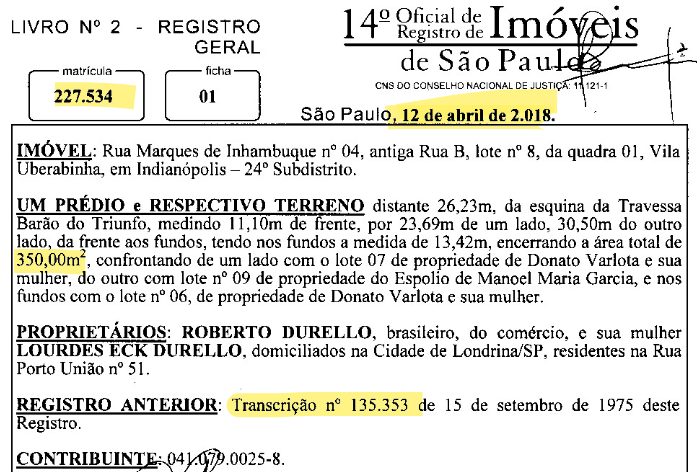 LIVRO Nº 2 - REGISTRO
GERAL
14º Oficial de
Registro de Imóveis
de São Paulo
CNS DO CONSELHO NACIONAL DE JUSTIÇA: 11.121-1
matrícula
227.534
ficha
01
São Paulo, 12 de abril de 2.018.
IMÓVEL: Rua Marques de Inhambuque nº 04, antiga Rua B, lote nº 8, da quadra 01, Vila
Uberabinha, em Indianópolis – 24º Subdistrito.
UM PRÉDIO e RESPECTIVO TERRENO distante 26,23m, da esquina da Travessa
Barão do Triunfo, medindo 11,10m de frente, por 23,69m de um lado, 30,50m do outro
lado, da frente aos fundos, tendo nos fundos a medida de 13,42m, encerrando a área total de
350,00m², confrontando de um lado com o lote 07 de propriedade de Donato Varlota e sua
mulher, do outro com lote nº 09 de propriedade do Espolio de Manoel Maria Garcia, e nos
fundos com o lote nº 06, de propriedade de Donato Varlota e sua mulher.
PROPRIETÁRIOS: ROBERTO DURELLO, brasileiro, do comércio, e sua mulher
LOURDES ECK DURELLO, domiciliados na Cidade de Londrina/SP, residentes na Rua
Porto União nº 51.
REGISTRO ANTERIOR: Transcrição nº 135.353 de 15 de setembro de 1975 deste
Registro.
CONTRIBUINTE: 041.079.0025-8.